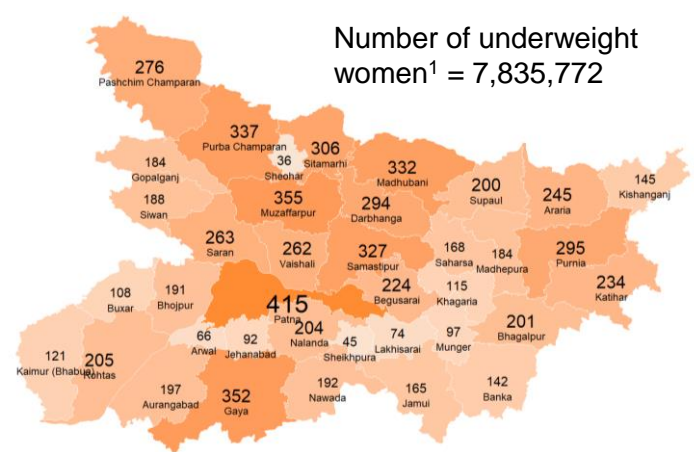 Number of underweight
women¹ = 7,835,772
276
Pashchim Champaran
337
Purba Champaran
36
Sheohar
306
Sitamarhi
332
Madhubani
184
Gopalganj
188
Siwan
355
Muzaffarpur
294
Darbhanga
200
Supaul
245
Araria
145
Kishanganj
263
Saran
262
Vaishali
327
Samastipur
168
Saharsa
184
Madhepura
295
Purnia
234
Katihar
108
Buxar
191
Bhojpur
415
Patna
224
Begusarai
115
Khagaria
201
Bhagalpur
66
Arwal
92
Jehanabad
204
Nalanda
45
Sheikhpura
74
Lakhisarai
97
Munger
121
Kaimur (Bhabua)
205
Rohtas
197
Aurangabad
352
Gaya
192
Nawada
165
Jamui
142
Banka